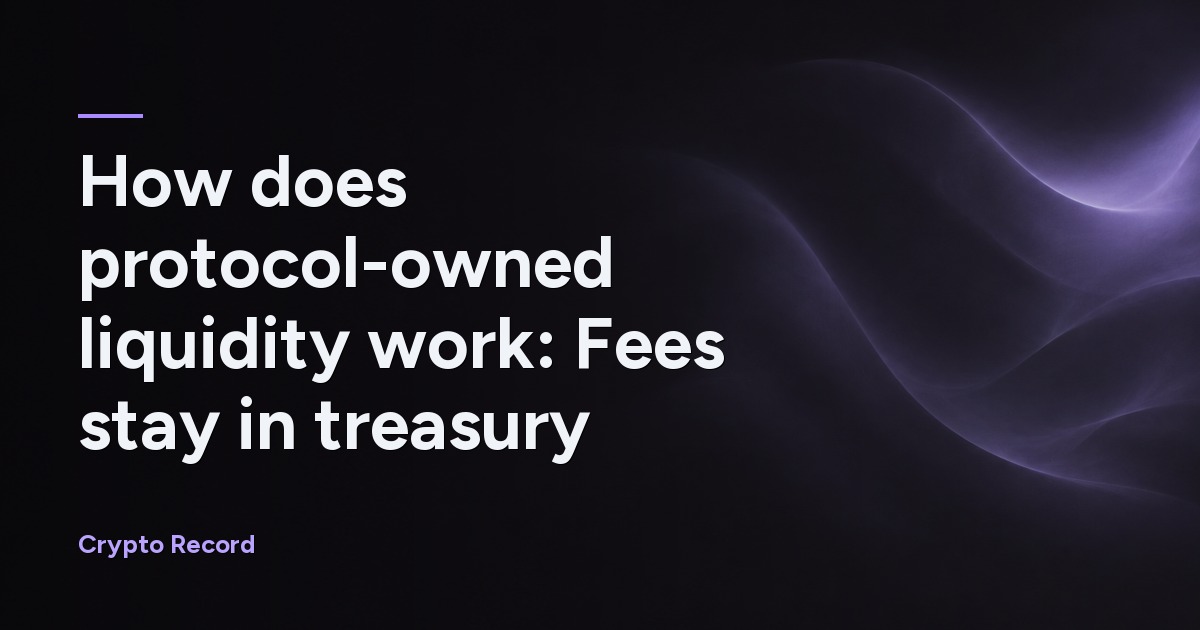 How does
protocol-owned
liquidity work: Fees
stay in treasury
Crypto Record